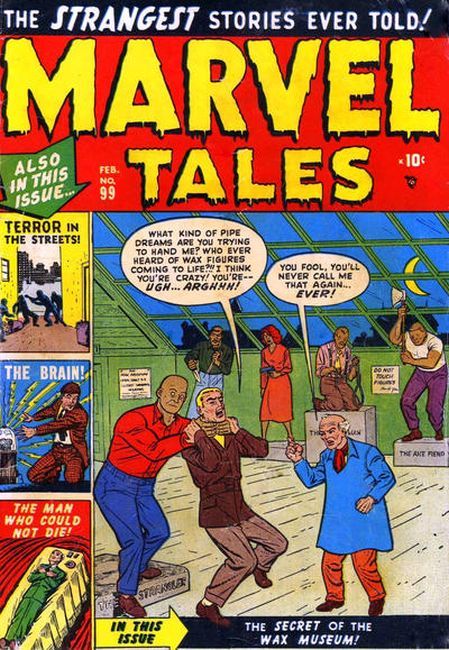 THE STRANGEST STORIES EVER TOLD!
MARVEL
TALES
10¢
FEB.
NO.
99
ALSO
IN THIS
ISSUE...
TERROR IN
THE STREETS!
THE BRAIN!
THE MAN
WHO COULD
NOT DIE!
WHAT KIND OF PIPE
DREAMS ARE YOU TRYING
TO HAND ME? WHO EVER
HEARD OF WAX FIGURES
COMING TO LIFE?!! I THINK
YOU'RE CRAZY! YOU'RE--
UGH... ARGHHH!
YOU FOOL, YOU'LL
NEVER CALL ME
THAT AGAIN...
EVER!
DO NOT
TOUCH
FIGURES
THE AXE FIEND
THE STRANGLER
IN THIS
ISSUE
THE SECRET OF THE
WAX MUSEUM!